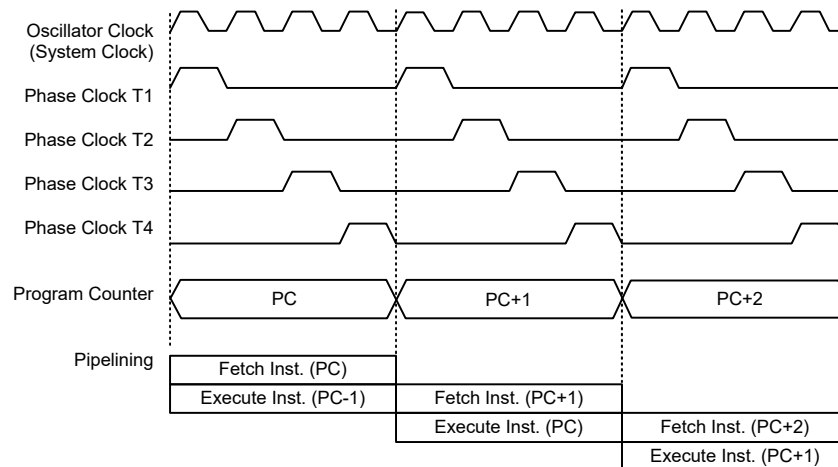 Oscillator Clock
(System Clock)
Phase Clock T1
Phase Clock T2
Phase Clock T3
Phase Clock T4
Program Counter
PC
PC+1
PC+2
Pipelining
Fetch Inst. (PC)
Execute Inst. (PC-1)
Fetch Inst. (PC+1)
Execute Inst. (PC)
Fetch Inst. (PC+2)
Execute Inst. (PC+1)